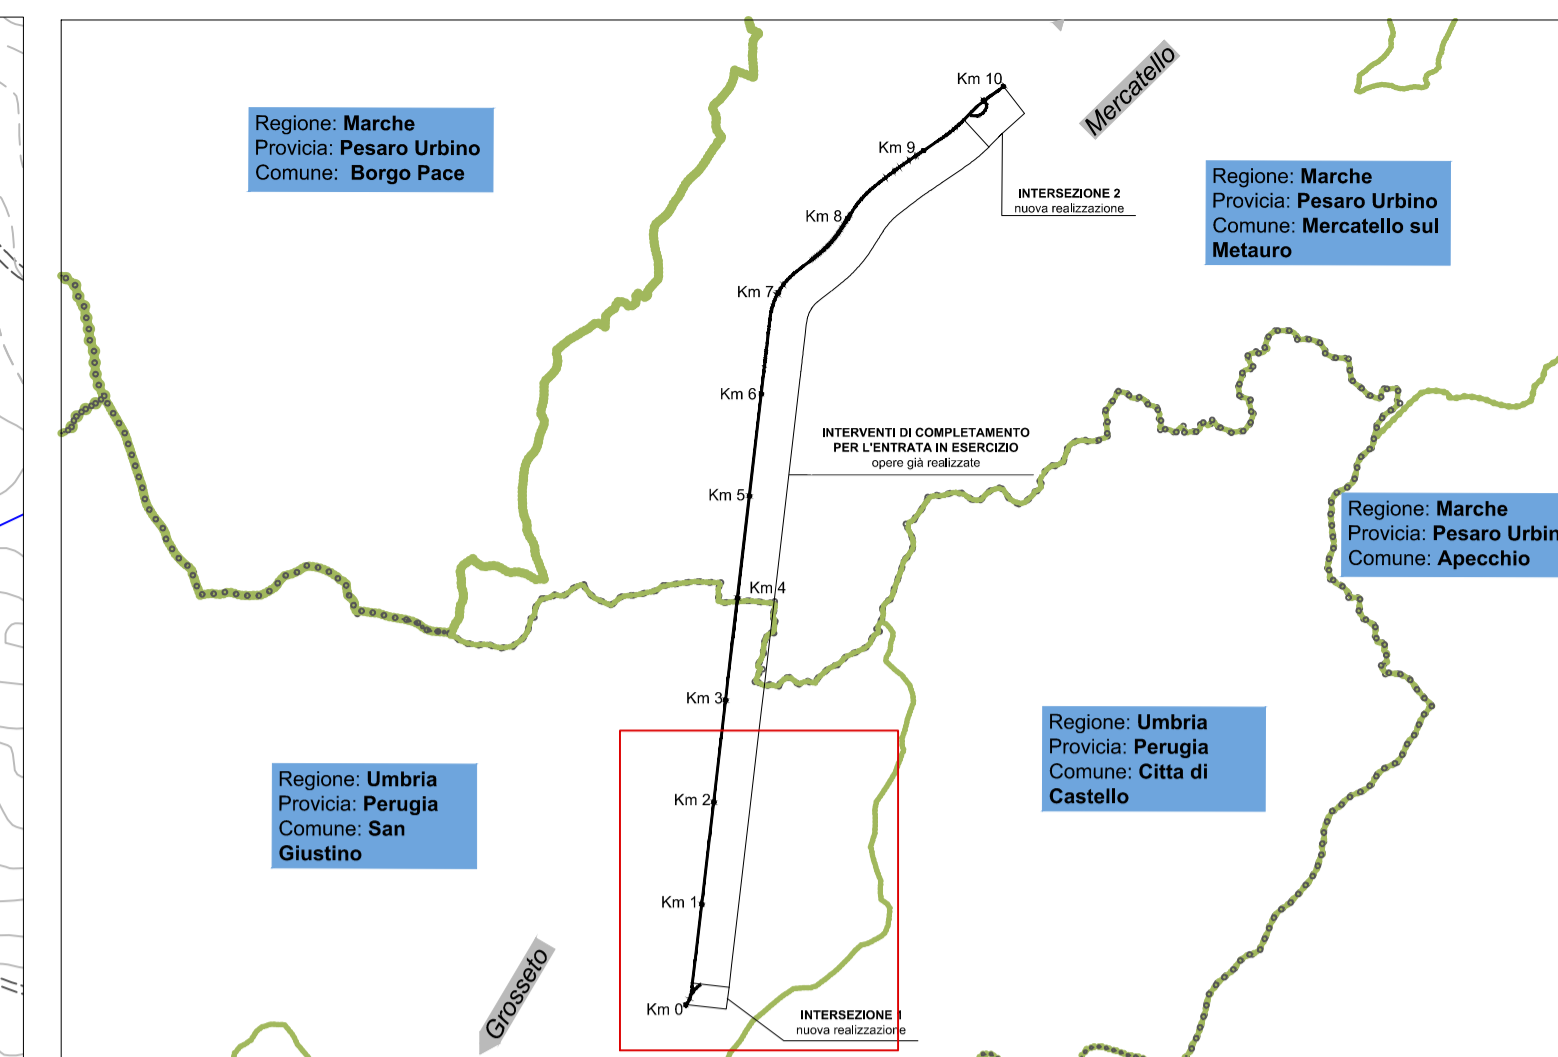 Km 10
Mercatello
Regione: Marche
Provicia: Pesaro Urbino
Comune: Borgo Pace
Km 9
INTERSEZIONE 2
nuova realizzazione
Regione: Marche
Provicia: Pesaro Urbino
Comune: Mercatello sul
Metauro
Km 8
Km 7
Km 6
INTERVENTI DI COMPLETAMENTO
PER L'ENTRATA IN ESERCIZIO
opere già realizzate
Km 5
Regione: Marche
Provicia: Pesaro Urbin
Comune: Apecchio
Km 4
Km 3
Regione: Umbria
Provicia: Perugia
Comune: Citta di
Castello
Regione: Umbria
Provicia: Perugia
Comune: San
Giustino
Km 2
Km 1
Grosseto
Km 0
INTERSEZIONE 1
nuova realizzazione